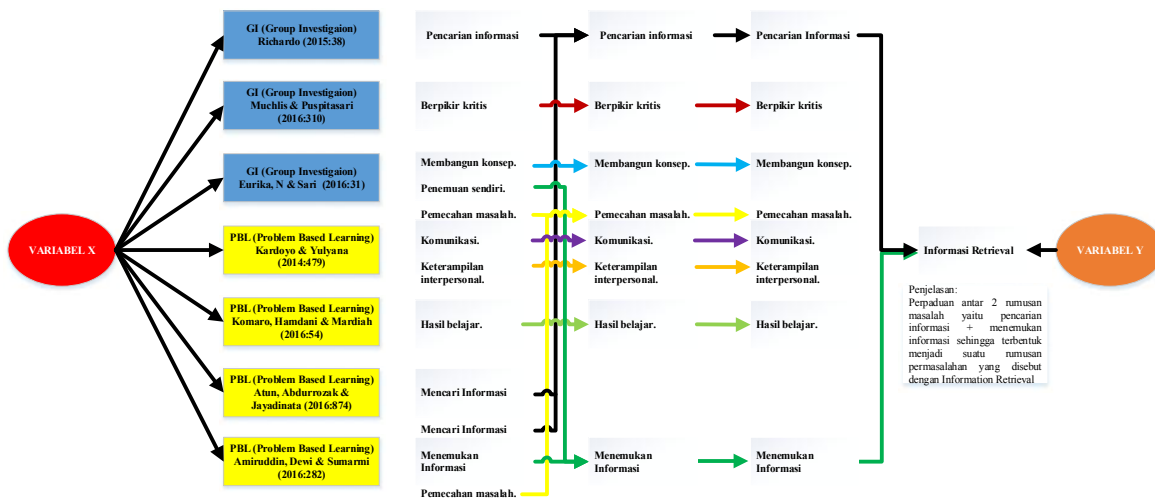 VARIABEL X
GI (Group Investigaion)
Richardo (2015:38)
GI (Group Investigaion)
Muchlis & Puspitasari
(2016:310)
GI (Group Investigaion)
Eurika, N & Sari (2016:31)
PBL (Problem Based Learning)
Kardoyo & Yulyana
(2014:479)
PBL (Problem Based Learning)
Komaro, Hamdani & Mardiah
(2016:54)
PBL (Problem Based Learning)
Atun, Abdurrozak &
Jayadinata (2016:874)
PBL (Problem Based Learning)
Amiruddin, Dewi & Sumarmi
(2016:282)
Pencarian informasi
Berpikir kritis
Membangun konsep.
Penemuan sendiri.
Pemecahan masalah.
Komunikasi.
Keterampilan
interpersonal.
Hasil belajar.
Mencari Informasi
Mencari Informasi
Menemukan
Informasi
Pemecahan masalah.
Pencarian informasi
Berpikir kritis
Membangun konsep.
Pemecahan masalah.
Komunikasi.
Keterampilan
interpersonal.
Hasil belajar.
Menemukan
Informasi
Pencarian Informasi
Berpikir kritis
Membangun konsep.
Pemecahan masalah.
Komunikasi.
Keterampilan
interpersonal.
Hasil belajar.
Menemukan
Informasi
Informasi Retrieval
VARIABEL Y
Penjelasan:
Perpaduan antar 2 rumusan
masalah yaitu pencarian
informasi + menemukan
informasi sehingga terbentuk
menjadi suatu rumusan
permasalahan yang disebut
dengan Information Retrieval